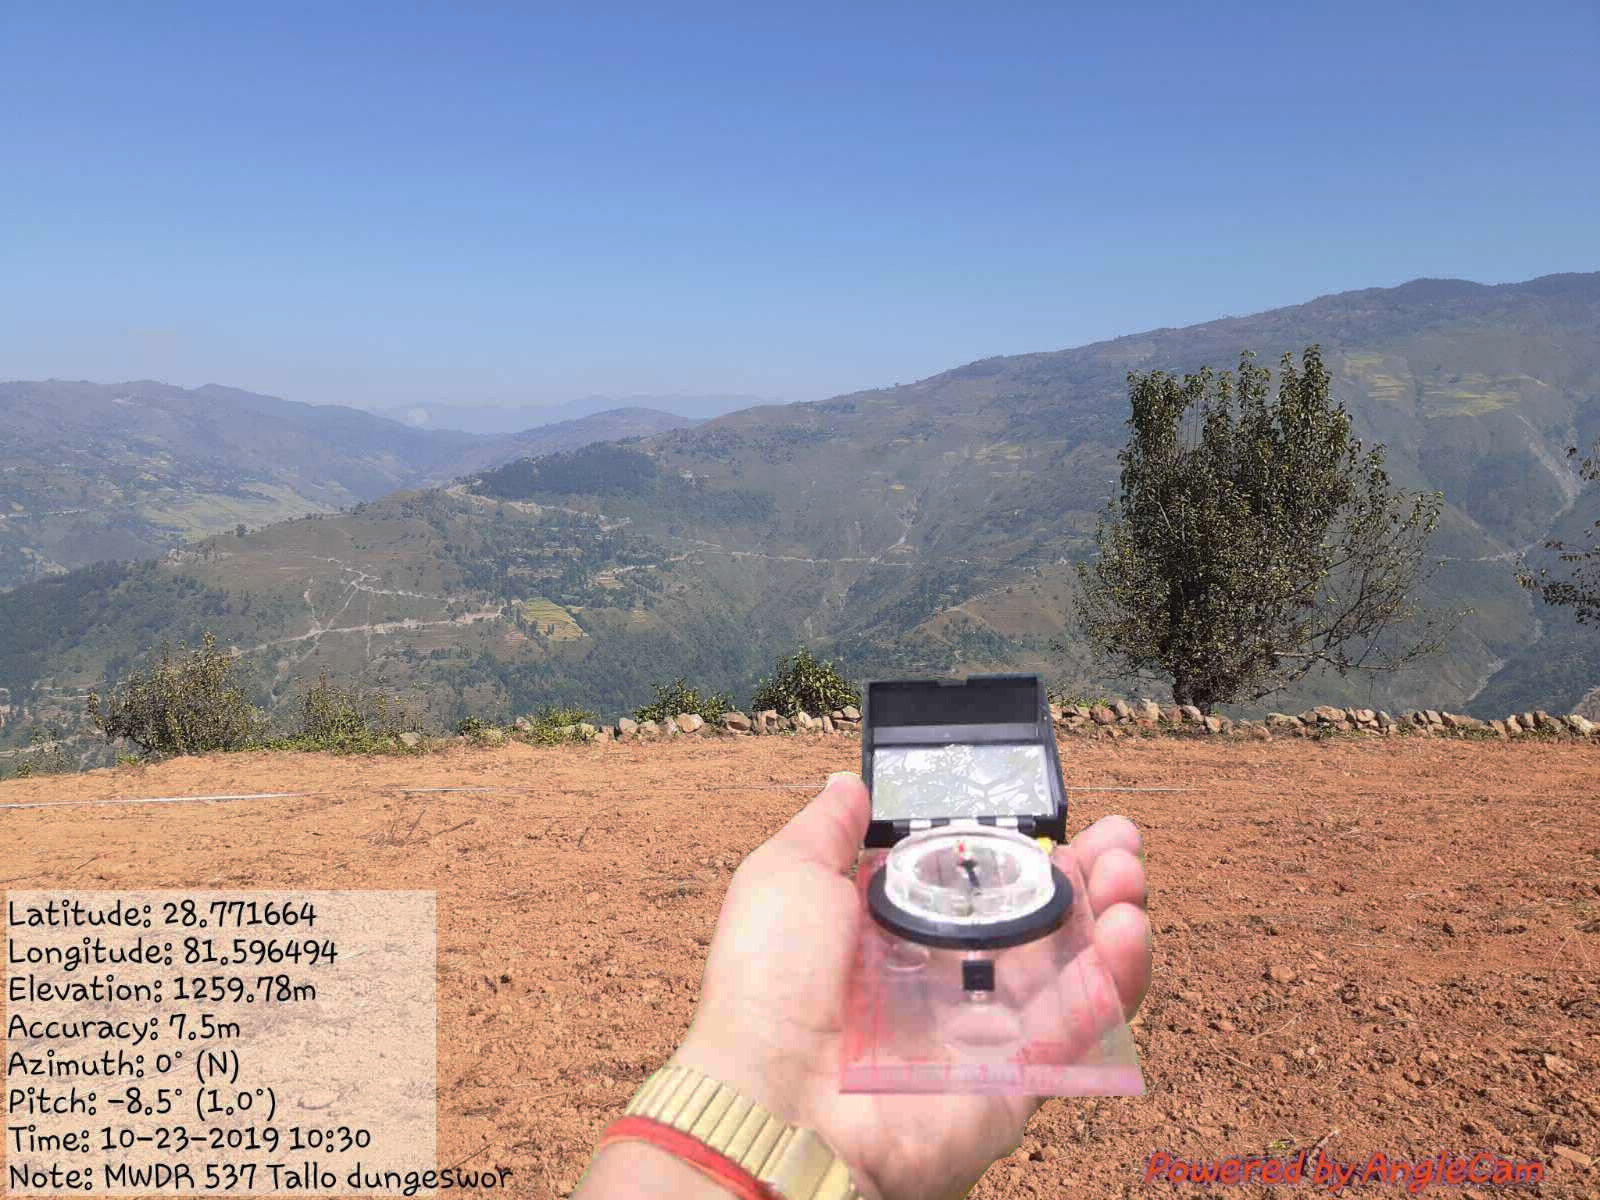 Latitude: 28.771664
Longitude: 81.596494
Elevation: 1259.78m
Accuracy: 7.5m
Azimuth: 0° (N)
Pitch: -8.5° (1.0°)
Time: 10-23-2019 10:30
Note: MWDR 537 Tallo dungeswor
Powered by AngleCam